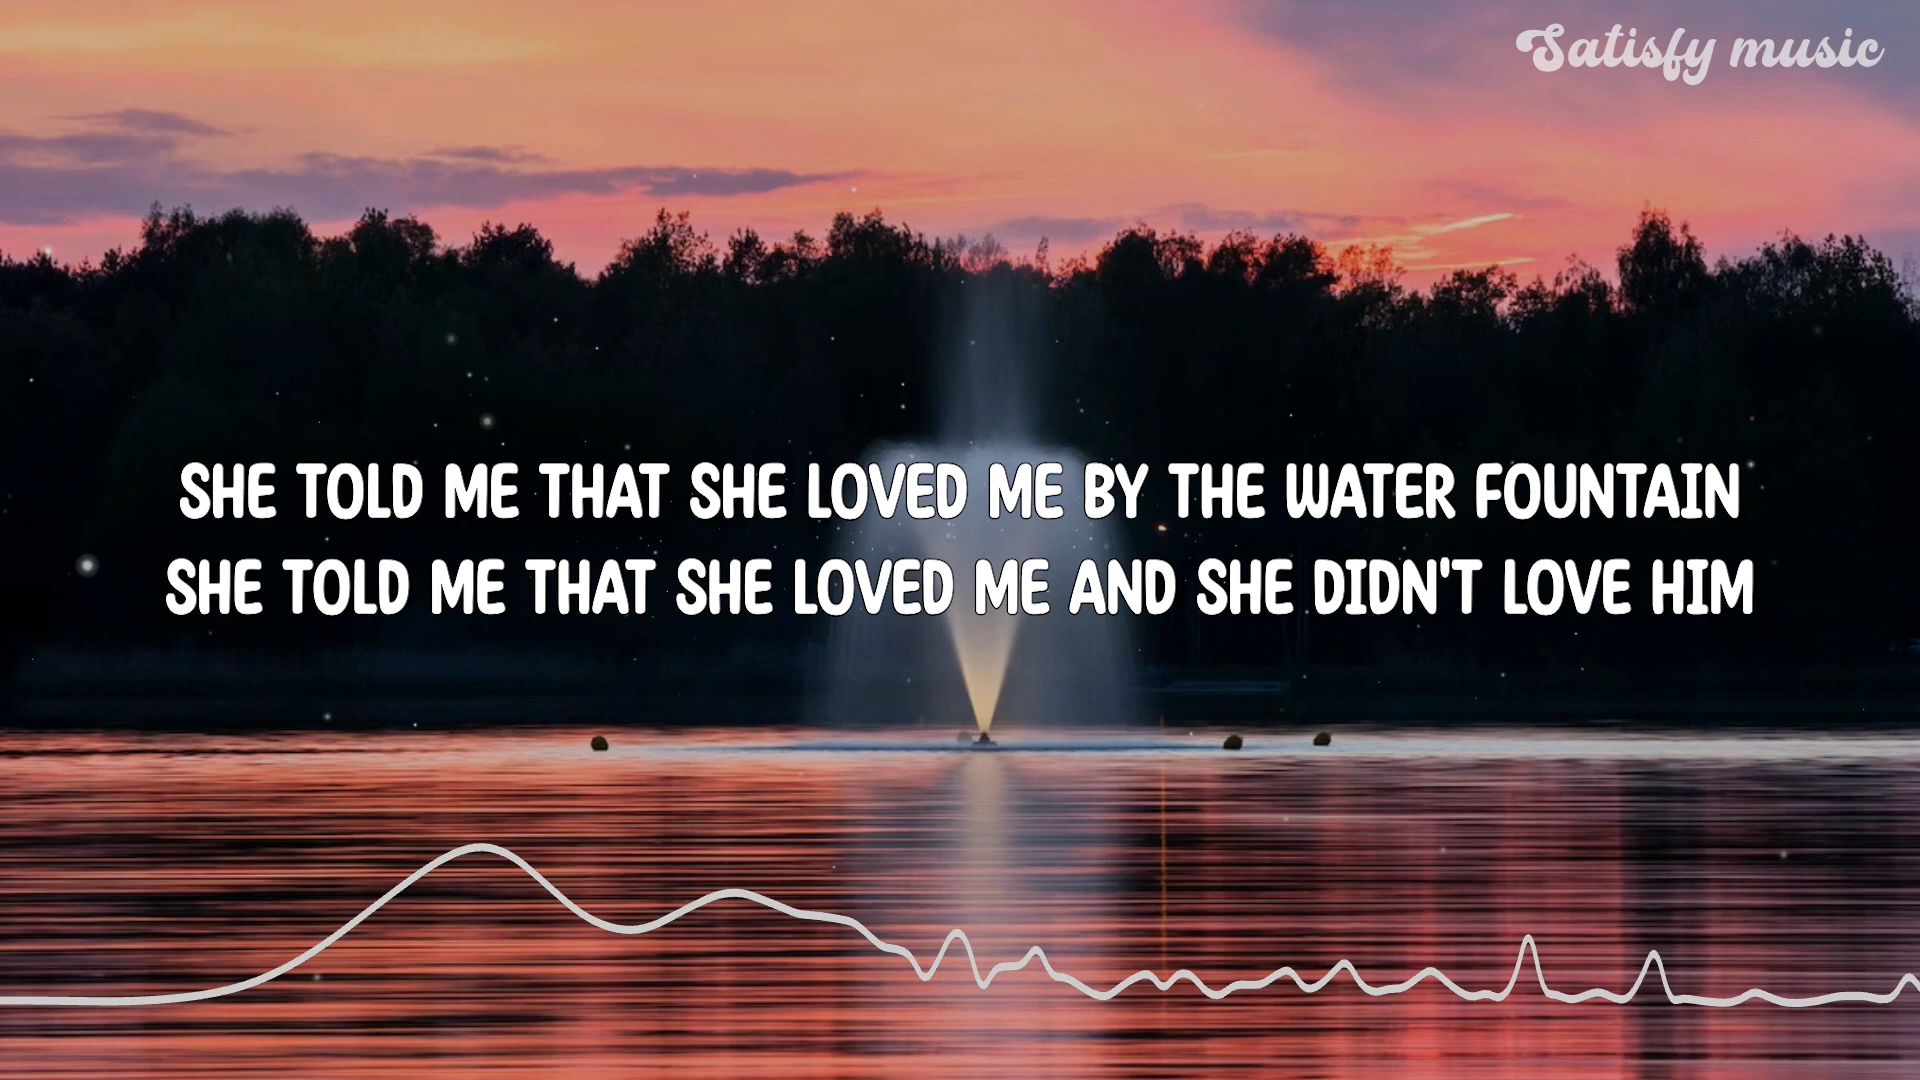 Satisfy music
SHE TOLD ME THAT SHE LOVED ME BY THE WATER FOUNTAIN
SHE TOLD ME THAT SHE LOVED ME AND SHE DIDN'T LOVE HIM